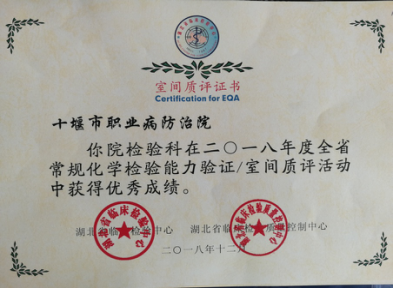 室间质评证书
Certification for EQA
十堰市职业病防治院
你院检验科在二〇一八年度全省
常规化学检验能力验证/室间质评活动
中获得优秀成绩。
湖北省临床检验中心 湖北省临床检验质量控制中心
二〇一八年十二月